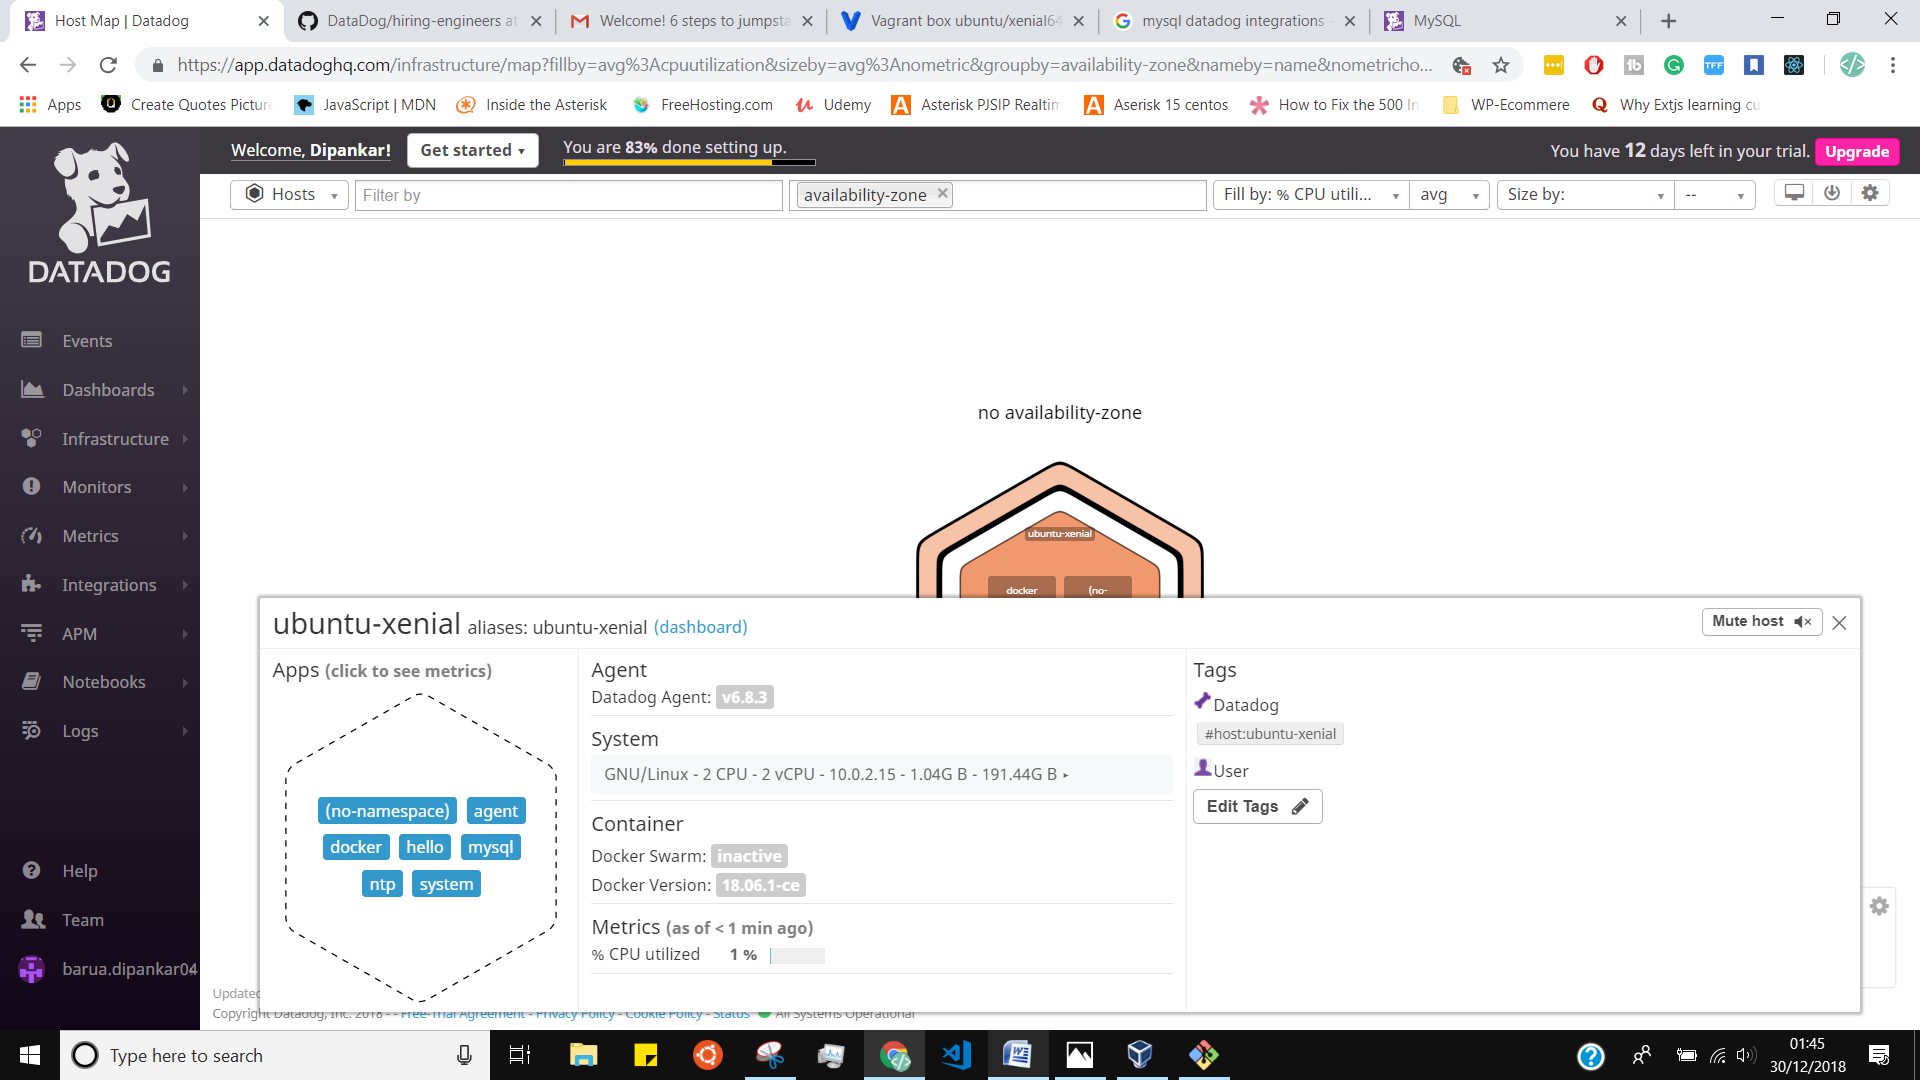 Host Map | Datadog
DataDog/hiring-engineers at
Welcome! 6 steps to jumpsta
Vagrant box ubuntu/xenial64
mysql datadog integrations -
MySQL
https://app.datadoghq.com/infrastructure/map?fillby=avg%3Acpuutilization&sizeby=avg%3Anometric&groupby=availability-zone&nameby=name&nometricho...
Apps
Create Quotes Picture
JavaScript | MDN
Inside the Asterisk
FreeHosting.com
Udemy
Asterisk PJSIP Realtim
Aserisk 15 centos
How to Fix the 500 In
WP-Ecommere
Why Extjs learning cu
DATADOG
Welcome, Dipankar!
Get started
You are 83% done setting up.
You have 12 days left in your trial.
Upgrade
Hosts
Filter by
availability-zone
Fill by: % CPU utili...
avg
Size by:
--
Events
Dashboards
Infrastructure
Monitors
Metrics
Integrations
APM
Notebooks
Logs
Help
Team
barua.dipankar04
no availability-zone
ubuntu-xenial
docker
(no-
ubuntu-xenial aliases: ubuntu-xenial (dashboard)
Mute host
Apps (click to see metrics)
(no-namespace) agent
docker hello mysql
ntp system
Agent
Datadog Agent: v6.8.3
System
GNU/Linux - 2 CPU - 2 vCPU - 10.0.2.15 - 1.04G B - 191.44G B
Container
Docker Swarm: inactive
Docker Version: 18.06.1-ce
Metrics (as of < 1 min ago)
% CPU utilized 1 %
Tags
Datadog
#host:ubuntu-xenial
User
Edit Tags
Updated
Copyright Datadog, Inc. 2018 - - Free-Trial Agreement - Privacy Policy - Cookie Policy - Status All Systems Operational
Type here to search
01:45
30/12/2018